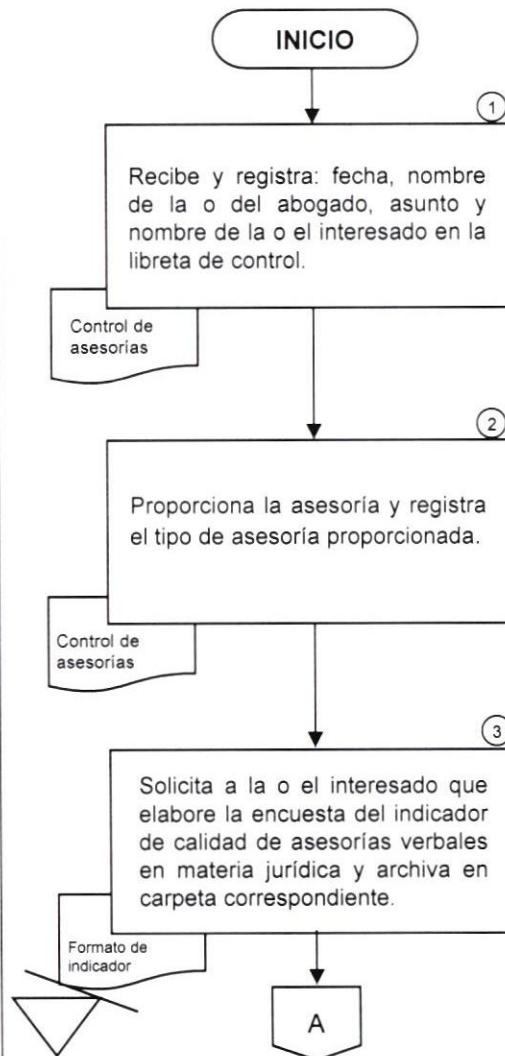 INICIO
1
Recibe y registra: fecha, nombre
de la o del abogado, asunto y
nombre de la o el interesado en la
libreta de control.
Control de
asesorías
2
Proporciona la asesoría y registra
el tipo de asesoría proporcionada.
Control de
asesorías
3
Solicita a la o el interesado que
elabore la encuesta del indicador
de calidad de asesorías verbales
en materia jurídica y archiva en
carpeta correspondiente.
Formato de
indicador
A